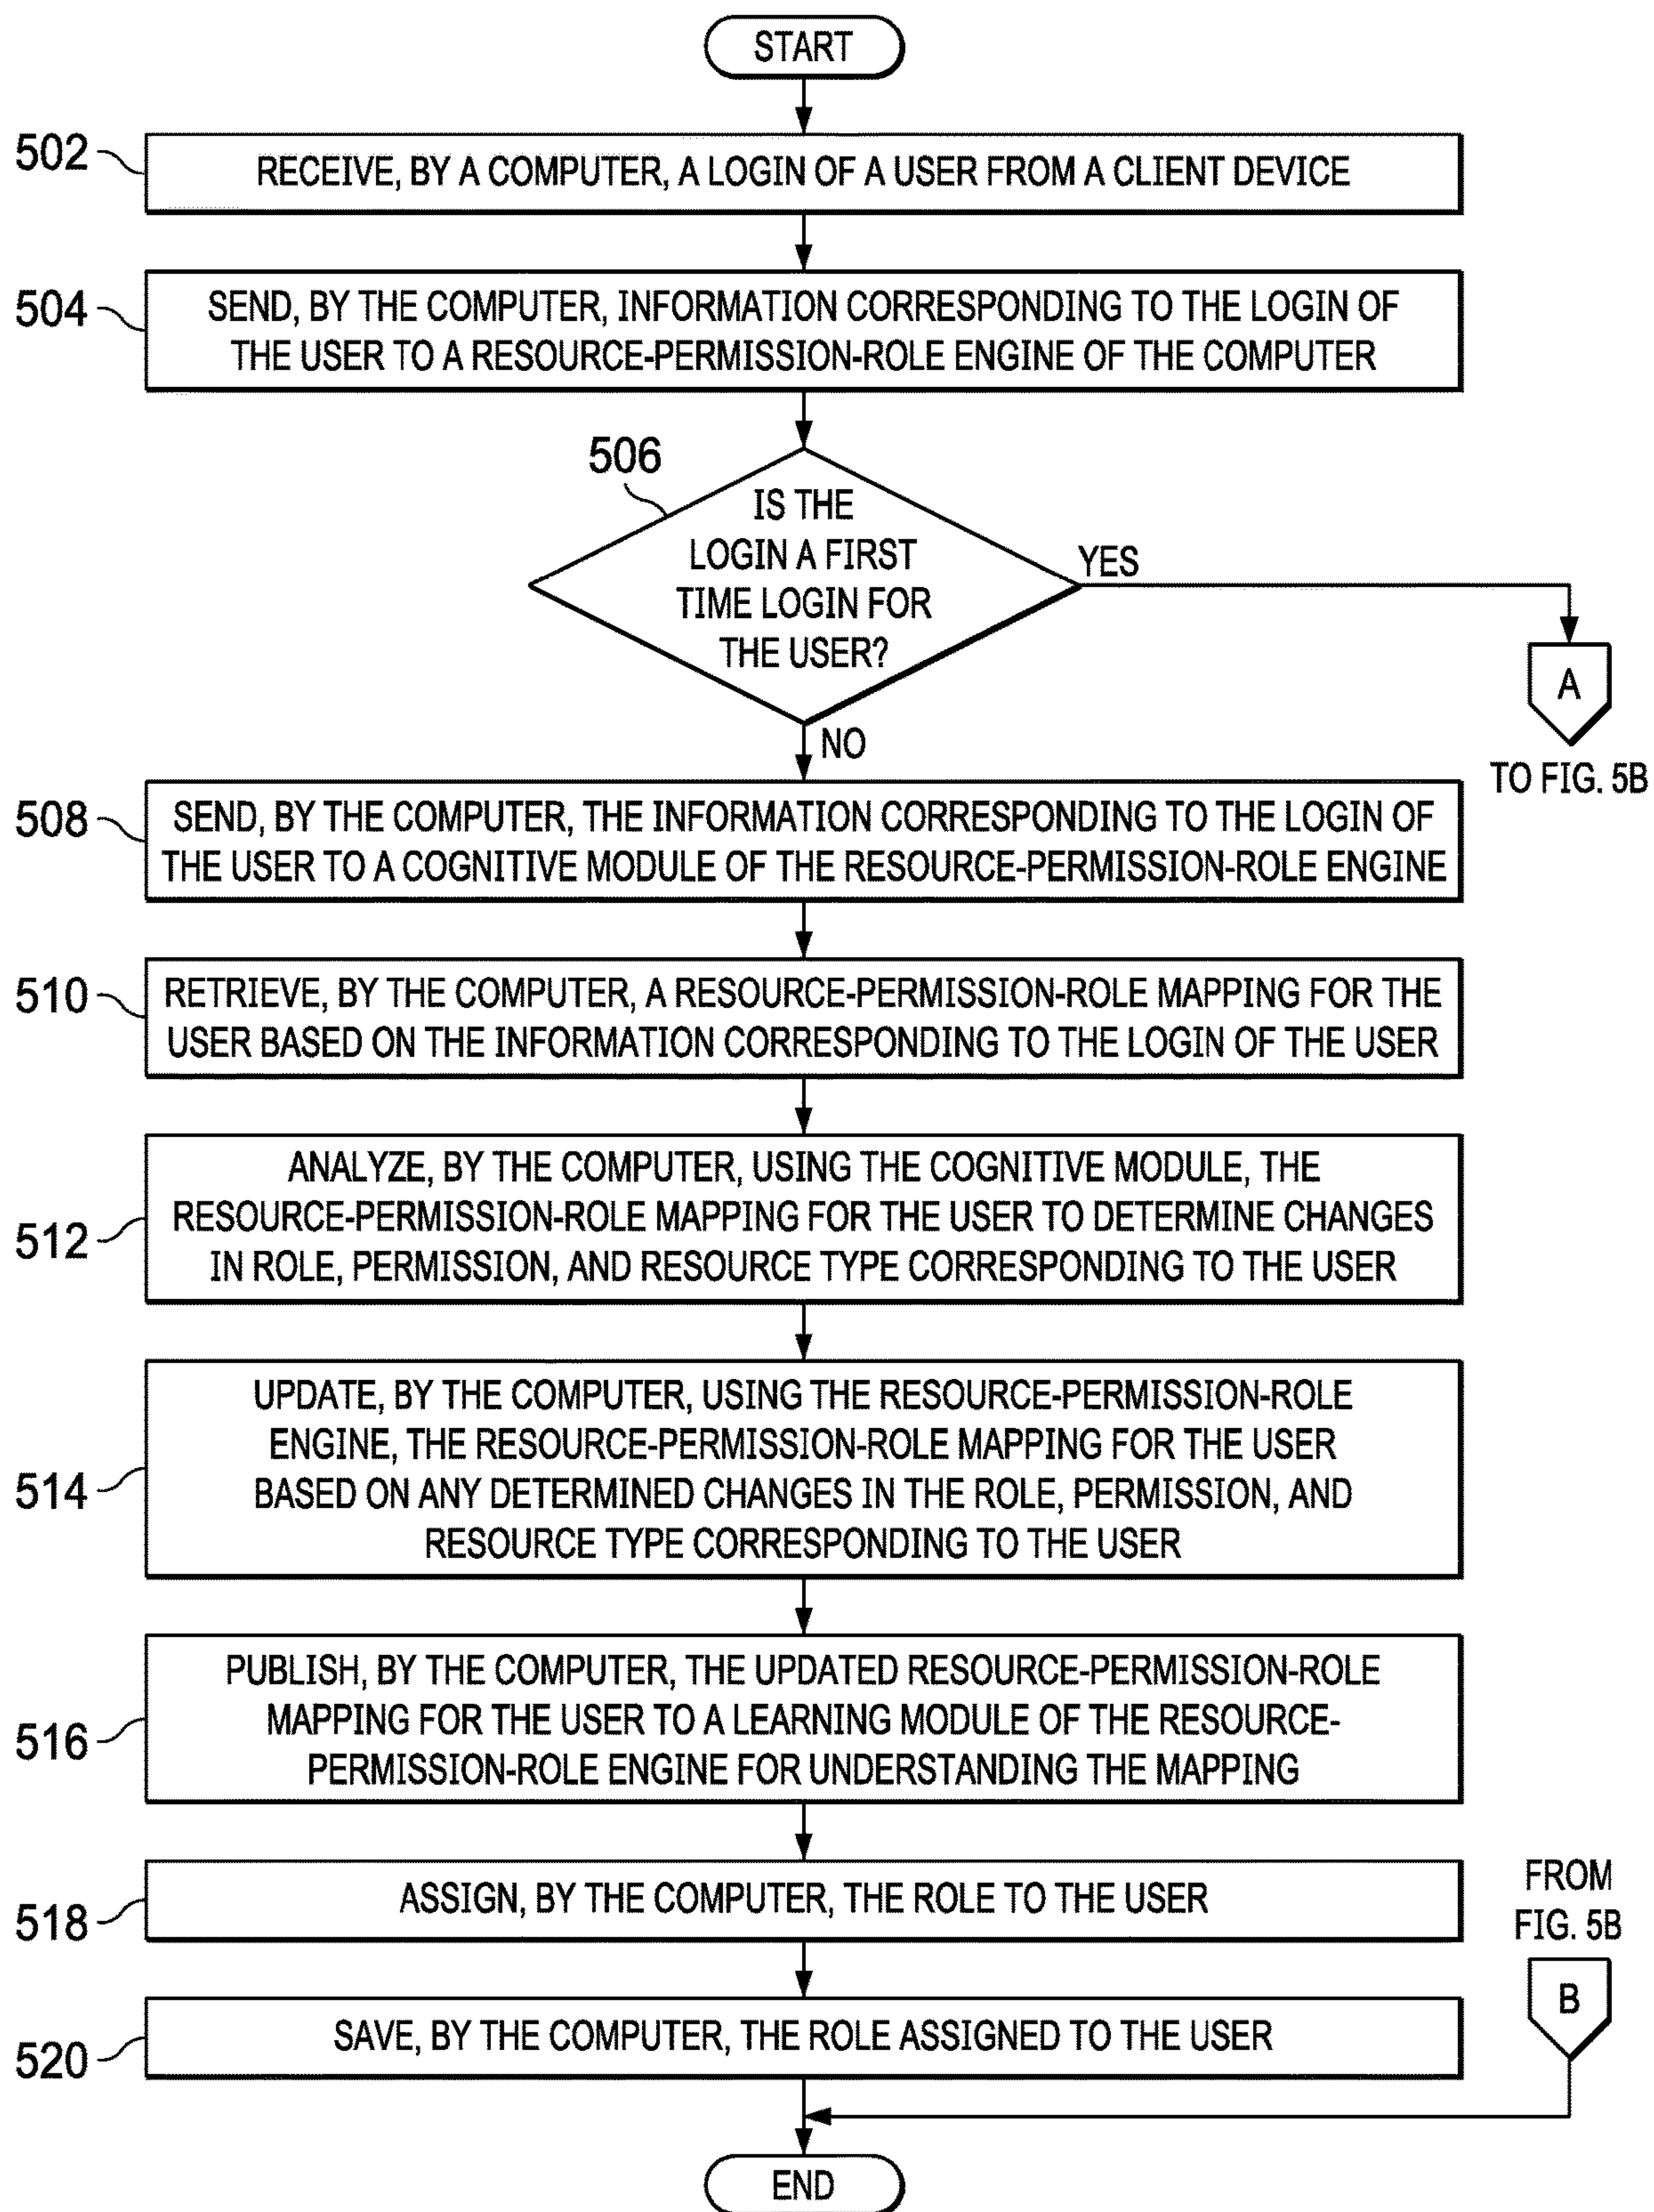 START
502
RECEIVE, BY A COMPUTER, A LOGIN OF A USER FROM A CLIENT DEVICE
504
SEND, BY THE COMPUTER, INFORMATION CORRESPONDING TO THE LOGIN OF
THE USER TO A RESOURCE-PERMISSION-ROLE ENGINE OF THE COMPUTER
506
IS THE
LOGIN A FIRST
TIME LOGIN FOR
THE USER?
YES
A
TO FIG. 5B
NO
508
SEND, BY THE COMPUTER, THE INFORMATION CORRESPONDING TO THE LOGIN OF
THE USER TO A COGNITIVE MODULE OF THE RESOURCE-PERMISSION-ROLE ENGINE
510
RETRIEVE, BY THE COMPUTER, A RESOURCE-PERMISSION-ROLE MAPPING FOR THE
USER BASED ON THE INFORMATION CORRESPONDING TO THE LOGIN OF THE USER
512
ANALYZE, BY THE COMPUTER, USING THE COGNITIVE MODULE, THE
RESOURCE-PERMISSION-ROLE MAPPING FOR THE USER TO DETERMINE CHANGES
IN ROLE, PERMISSION, AND RESOURCE TYPE CORRESPONDING TO THE USER
514
UPDATE, BY THE COMPUTER, USING THE RESOURCE-PERMISSION-ROLE
ENGINE, THE RESOURCE-PERMISSION-ROLE MAPPING FOR THE USER
BASED ON ANY DETERMINED CHANGES IN THE ROLE, PERMISSION, AND
RESOURCE TYPE CORRESPONDING TO THE USER
516
PUBLISH, BY THE COMPUTER, THE UPDATED RESOURCE-PERMISSION-ROLE
MAPPING FOR THE USER TO A LEARNING MODULE OF THE RESOURCE-
PERMISSION-ROLE ENGINE FOR UNDERSTANDING THE MAPPING
518
ASSIGN, BY THE COMPUTER, THE ROLE TO THE USER
FROM
FIG. 5B
B
520
SAVE, BY THE COMPUTER, THE ROLE ASSIGNED TO THE USER
END